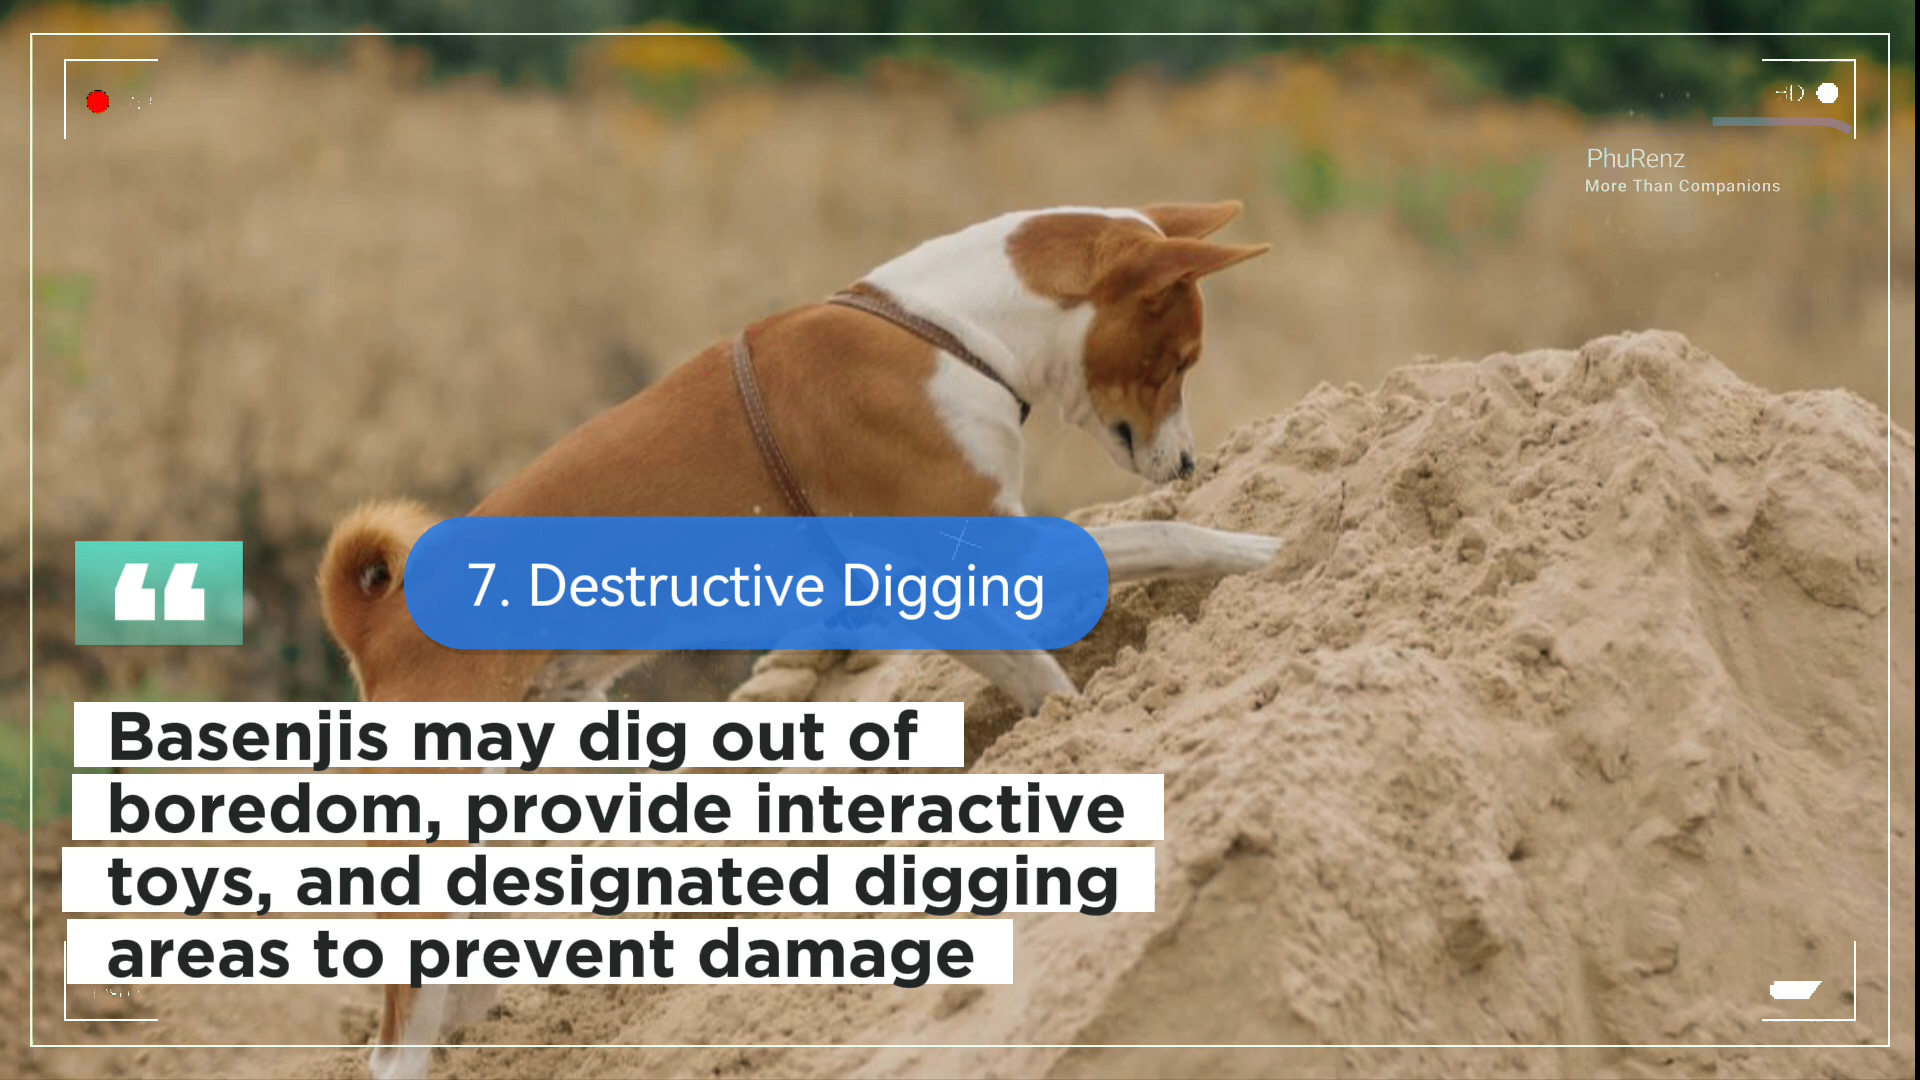 PhuRenz
More Than Companions
7. Destructive Digging
Basenjis may dig out of
boredom, provide interactive
toys, and designated digging
areas to prevent damage